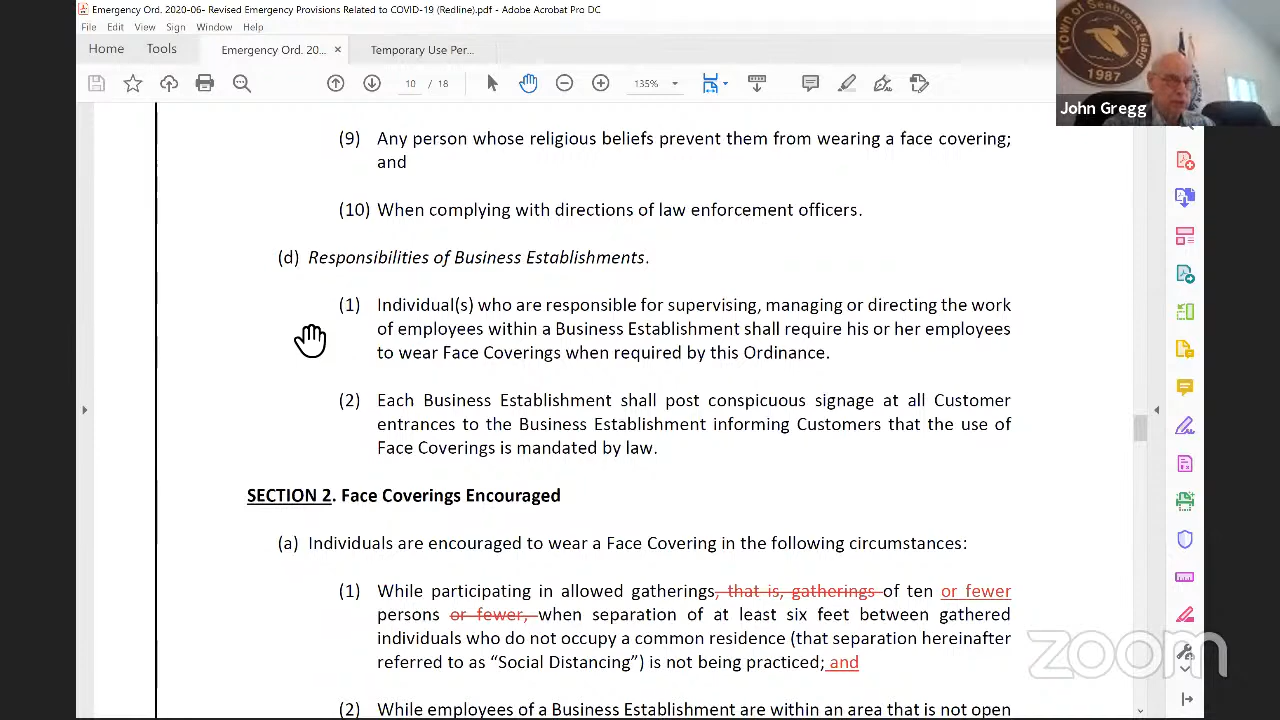 Emergency Ord. 2020-06- Revised Emergency Provisions Related to COVID-19 (Redline).pdf - Adobe Acrobat Pro DC
File Edit View Sign Window Help
Home Tools Emergency Ord. 20... × Temporary Use Per...
10 / 18 135%
Town of Seabrook Island
1987
John Gregg
(9) Any person whose religious beliefs prevent them from wearing a face covering;
and
(10) When complying with directions of law enforcement officers.
(d) Responsibilities of Business Establishments.
(1) Individual(s) who are responsible for supervising, managing or directing the work
of employees within a Business Establishment shall require his or her employees
to wear Face Coverings when required by this Ordinance.
(2) Each Business Establishment shall post conspicuous signage at all Customer
entrances to the Business Establishment informing Customers that the use of
Face Coverings is mandated by law.
SECTION 2. Face Coverings Encouraged
(a) Individuals are encouraged to wear a Face Covering in the following circumstances:
(1) While participating in allowed gatherings, that is, gatherings of ten or fewer
persons or fewer, when separation of at least six feet between gathered
individuals who do not occupy a common residence (that separation hereinafter
referred to as “Social Distancing”) is not being practiced; and
(2) While employees of a Business Establishment are within an area that is not open
zoom